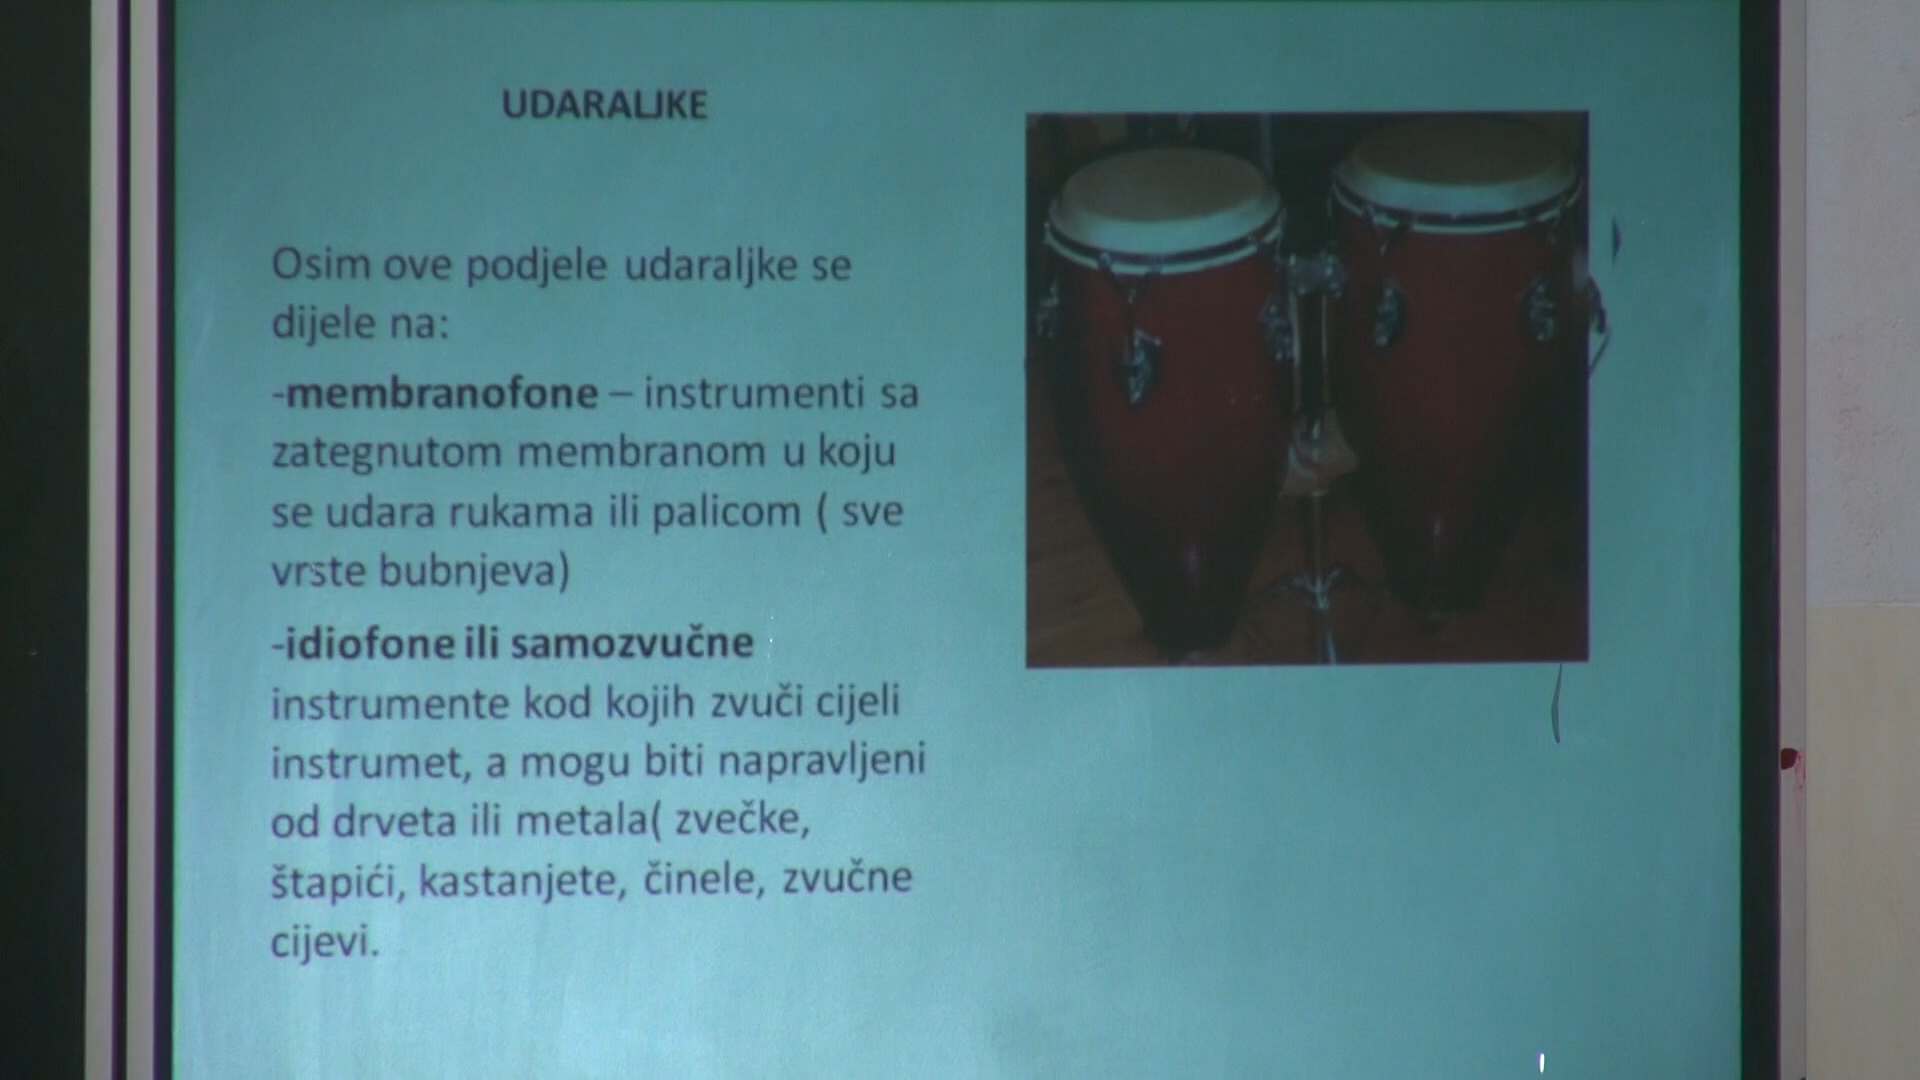 UDARALJKE
Osim ove podjele udaraljke se
dijele na:
-membranofone – instrumenti sa
zategnutom membranom u koju
se udara rukama ili palicom ( sve
vrste bubnjeva)
-idiofone ili samozvučne
instrumente kod kojih zvuči cijeli
instrumet, a mogu biti napravljeni
od drveta ili metala( zvečke,
štapići, kastanjete, činele, zvučne
cijevi.